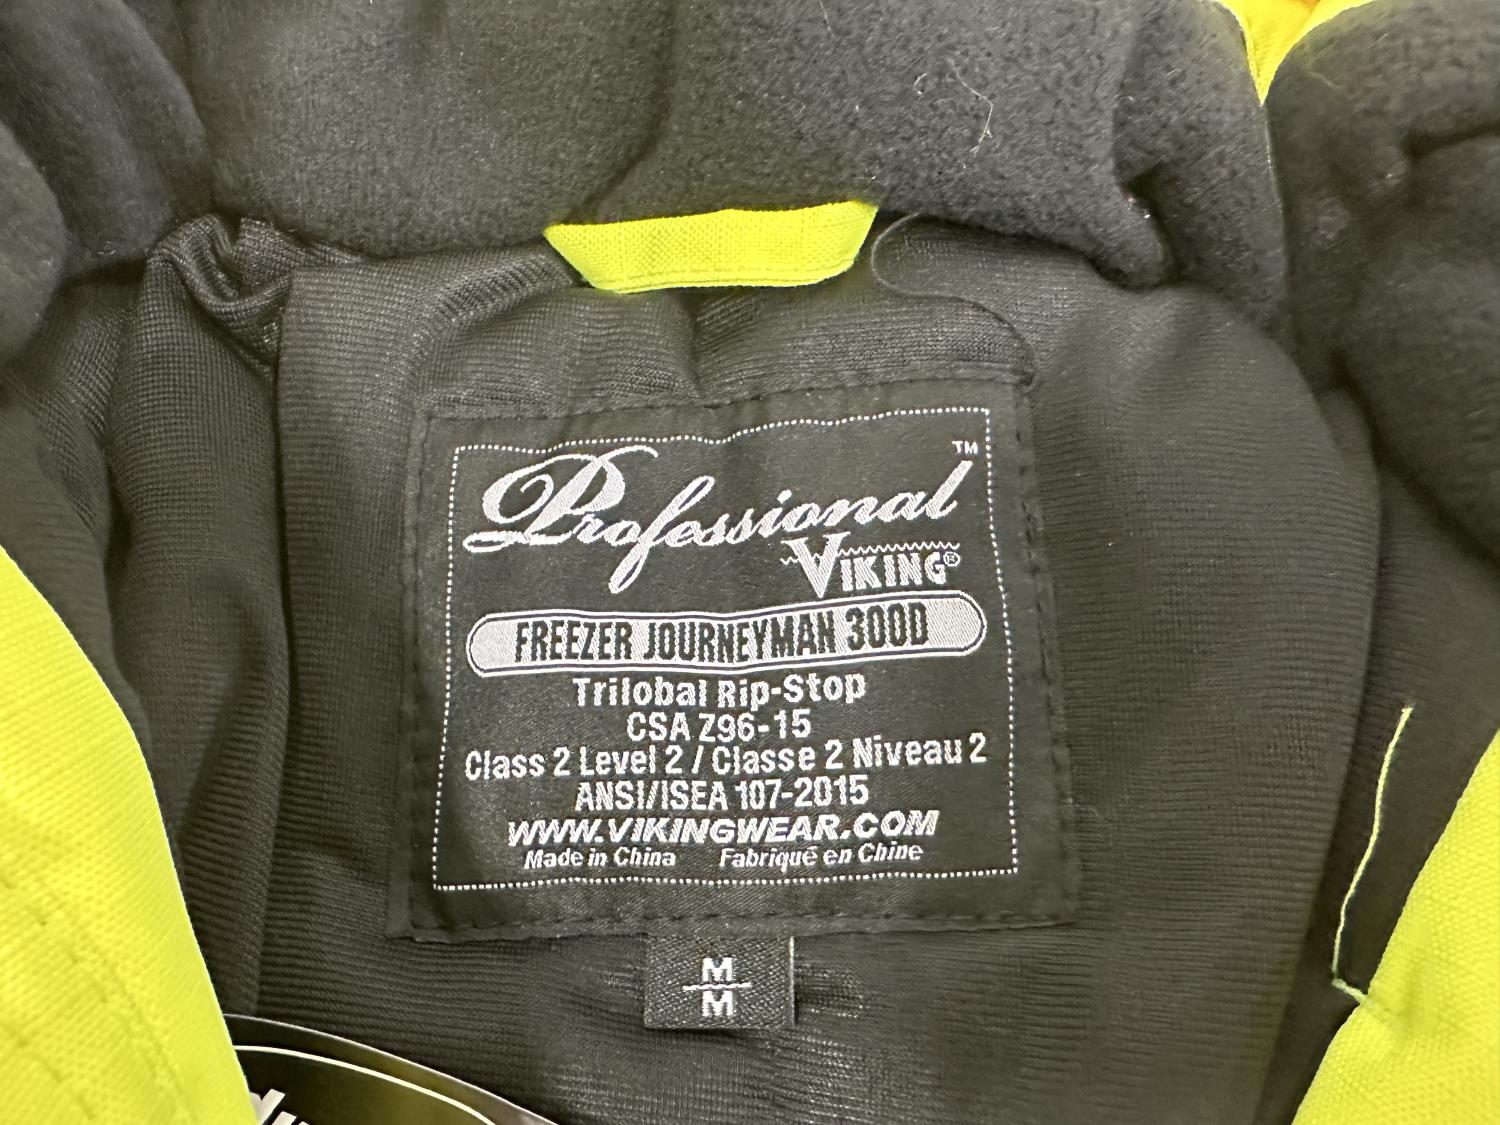 Professional™
VIKING®
FREEZER JOURNEYMAN 300D
Trilobal Rip-Stop
CSA Z96-15
Class 2 Level 2 / Classe 2 Niveau 2
ANSI/ISEA 107-2015
WWW.VIKINGWEAR.COM
Made in China Fabriqué en Chine
M
M